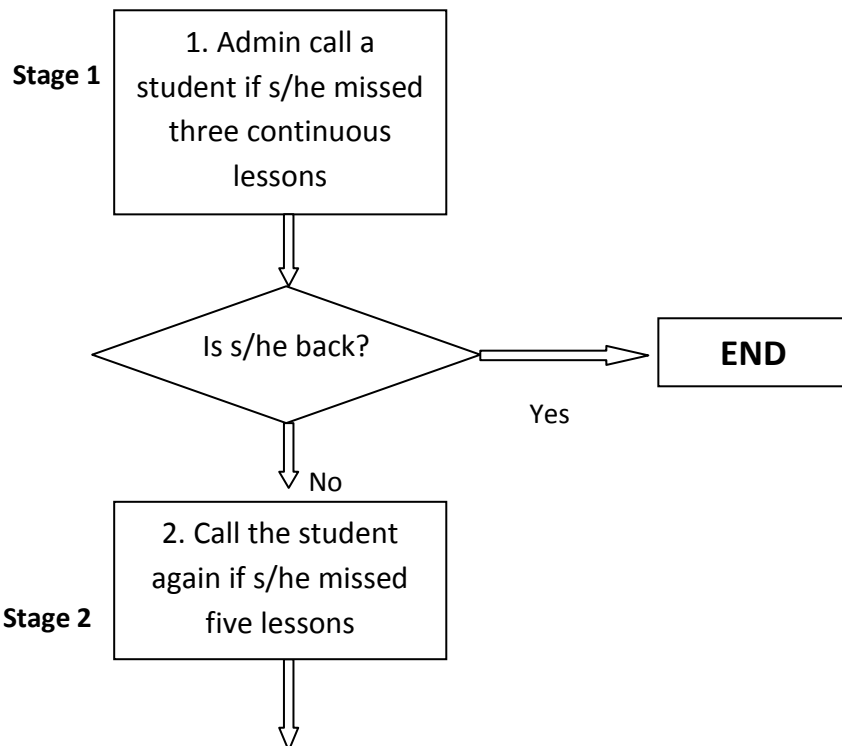 1. Admin call a
Stage 1
student if s/he missed
three continuous
lessons
Is s/he back?
END
Yes
No
2. Call the student
again if s/he missed
Stage 2
five lessons